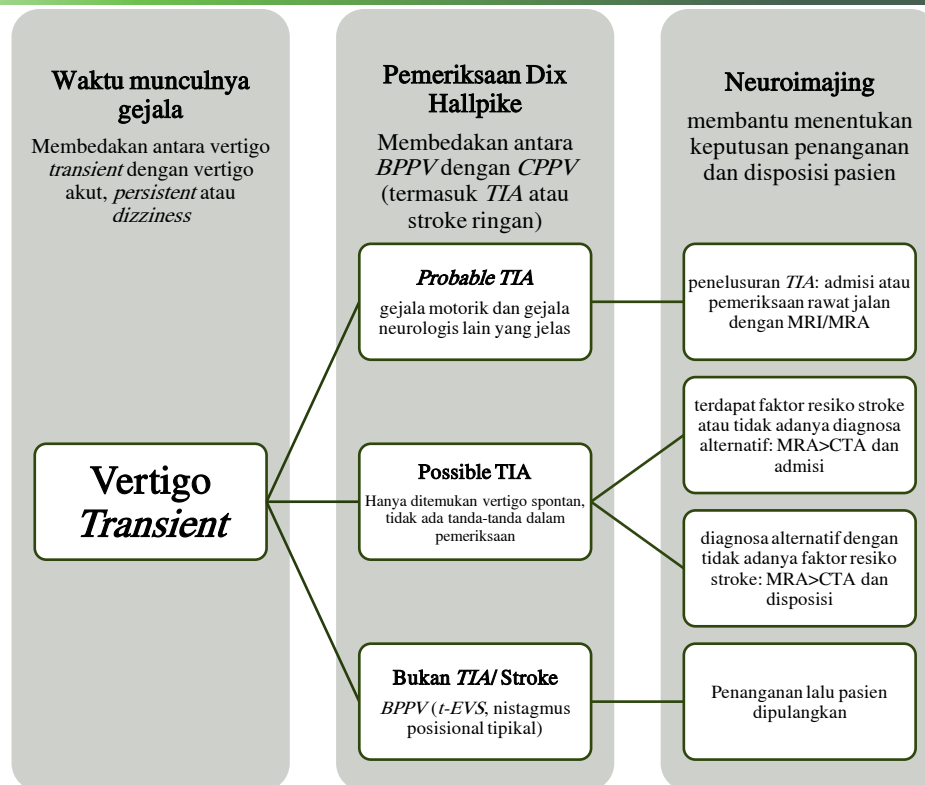 Waktu munculnya
gejala
Membedakan antara vertigo
transient dengan vertigo
akut, persistent atau
dizziness
Vertigo
Transient
Pemeriksaan Dix
Hallpike
Membedakan antara
BPPV dengan CPPV
(termasuk TIA atau
stroke ringan)
Probable TIA
gejala motorik dan gejala
neurologis lain yang jelas
Possible TIA
Hanya ditemukan vertigo spontan,
tidak ada tanda-tanda dalam
pemeriksaan
Bukan TIA/ Stroke
BPPV (t-EVS, nistagmus
posisional tipikal)
Neuroimajing
membantu menentukan
keputusan penanganan
dan disposisi pasien
penelusuran TIA: admisi atau
pemeriksaan rawat jalan
dengan MRI/MRA
terdapat faktor resiko stroke
atau tidak adanya diagnosa
alternatif: MRA>CTA dan
admisi
diagnosa alternatif dengan
tidak adanya faktor resiko
stroke: MRA>CTA dan
disposisi
Penanganan lalu pasien
dipulangkan